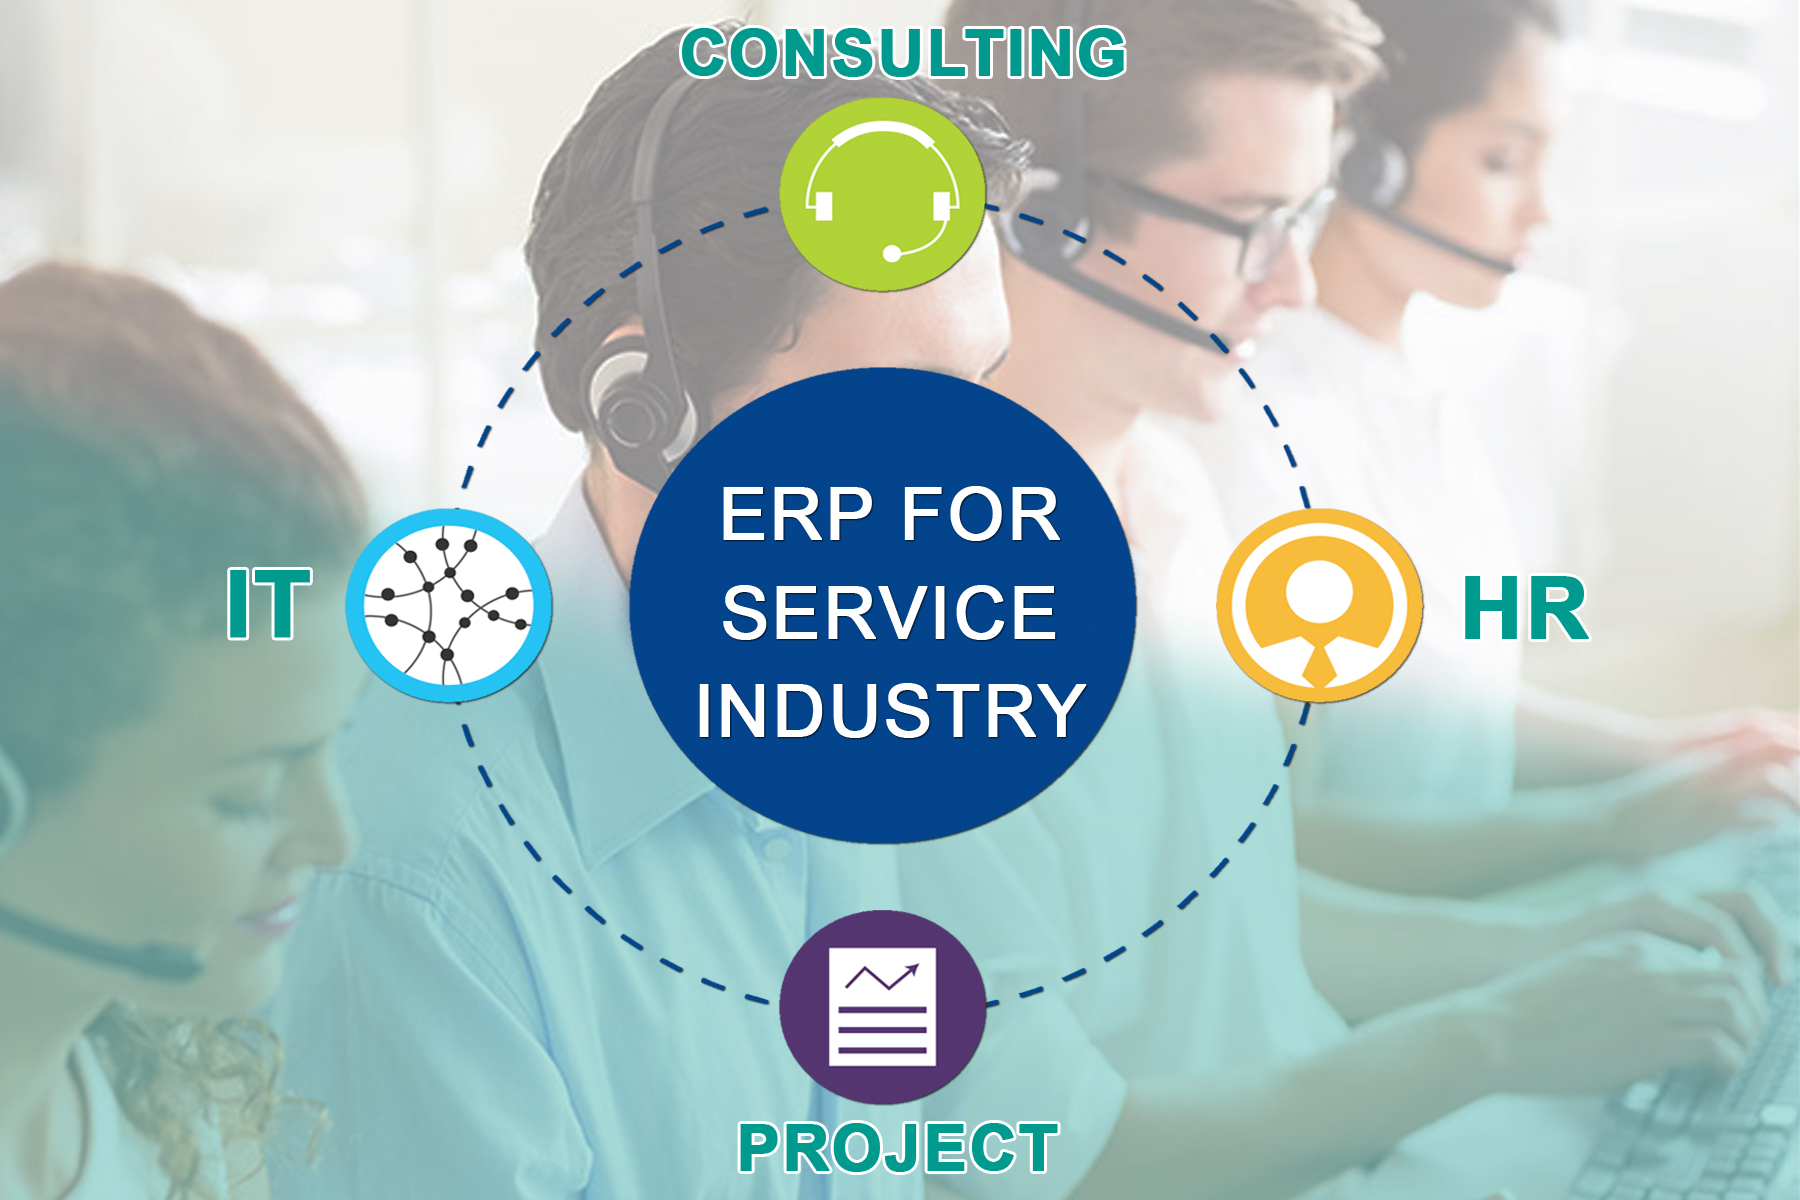 CONSULTING
ERP FOR
SERVICE
INDUSTRY
IT
HR
PROJECT